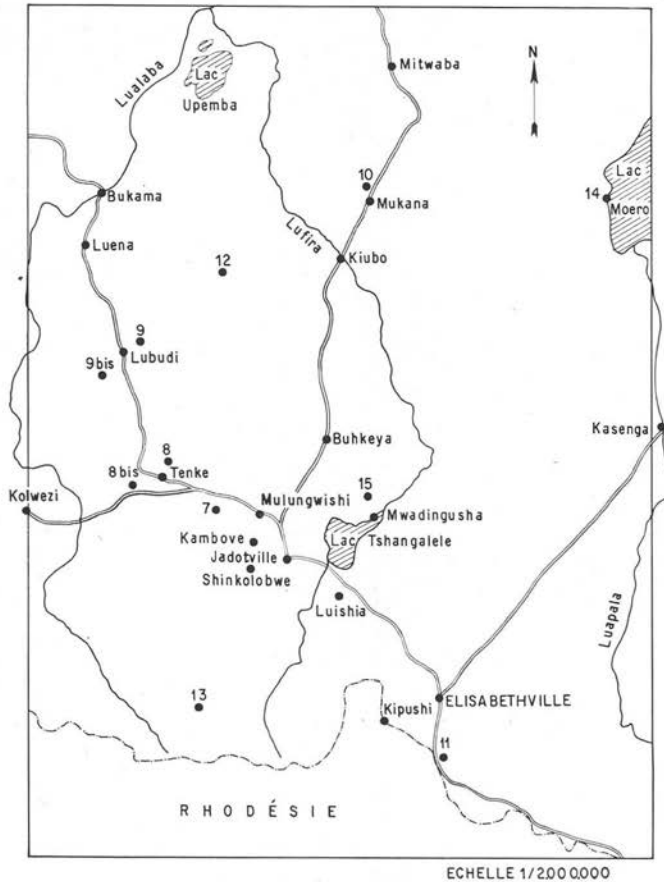 Mitwaba
N
Lualaba
Lac
Upemba
10
Mukana
Lac
14
Moero
Bukama
Lufira
Luena
Kiubo
12
9
Lubudi
9bis
Buhkeya
Kasenga
8
Tenke
8bis
15
Kolwezi
7
Mulungwishi
Mwadingusha
Kambove
Lac Tshangalele
Jadotville
Shinkolobwe
Luishia
Luapala
13
ELISABETHVILLE
Kipushi
11
RHODÉSIE
ECHELLE 1/2,000,000